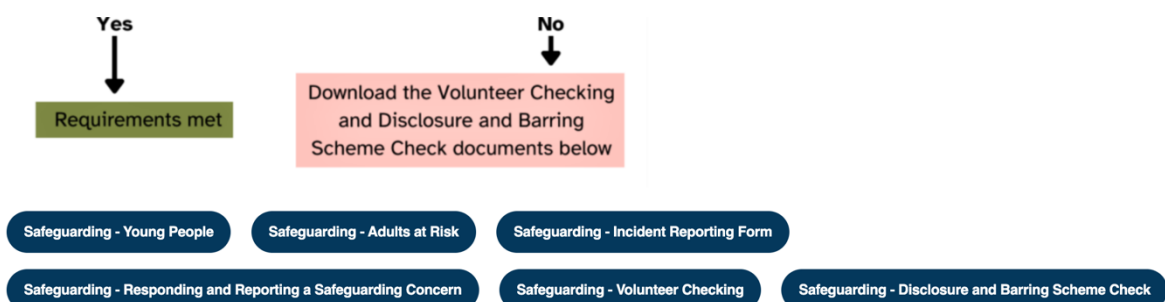 Yes
No
Requirements met
Download the Volunteer Checking
and Disclosure and Barring
Scheme Check documents below
Safeguarding - Young People
Safeguarding - Adults at Risk
Safeguarding - Incident Reporting Form
Safeguarding - Responding and Reporting a Safeguarding Concern
Safeguarding - Volunteer Checking
Safeguarding - Disclosure and Barring Scheme Check